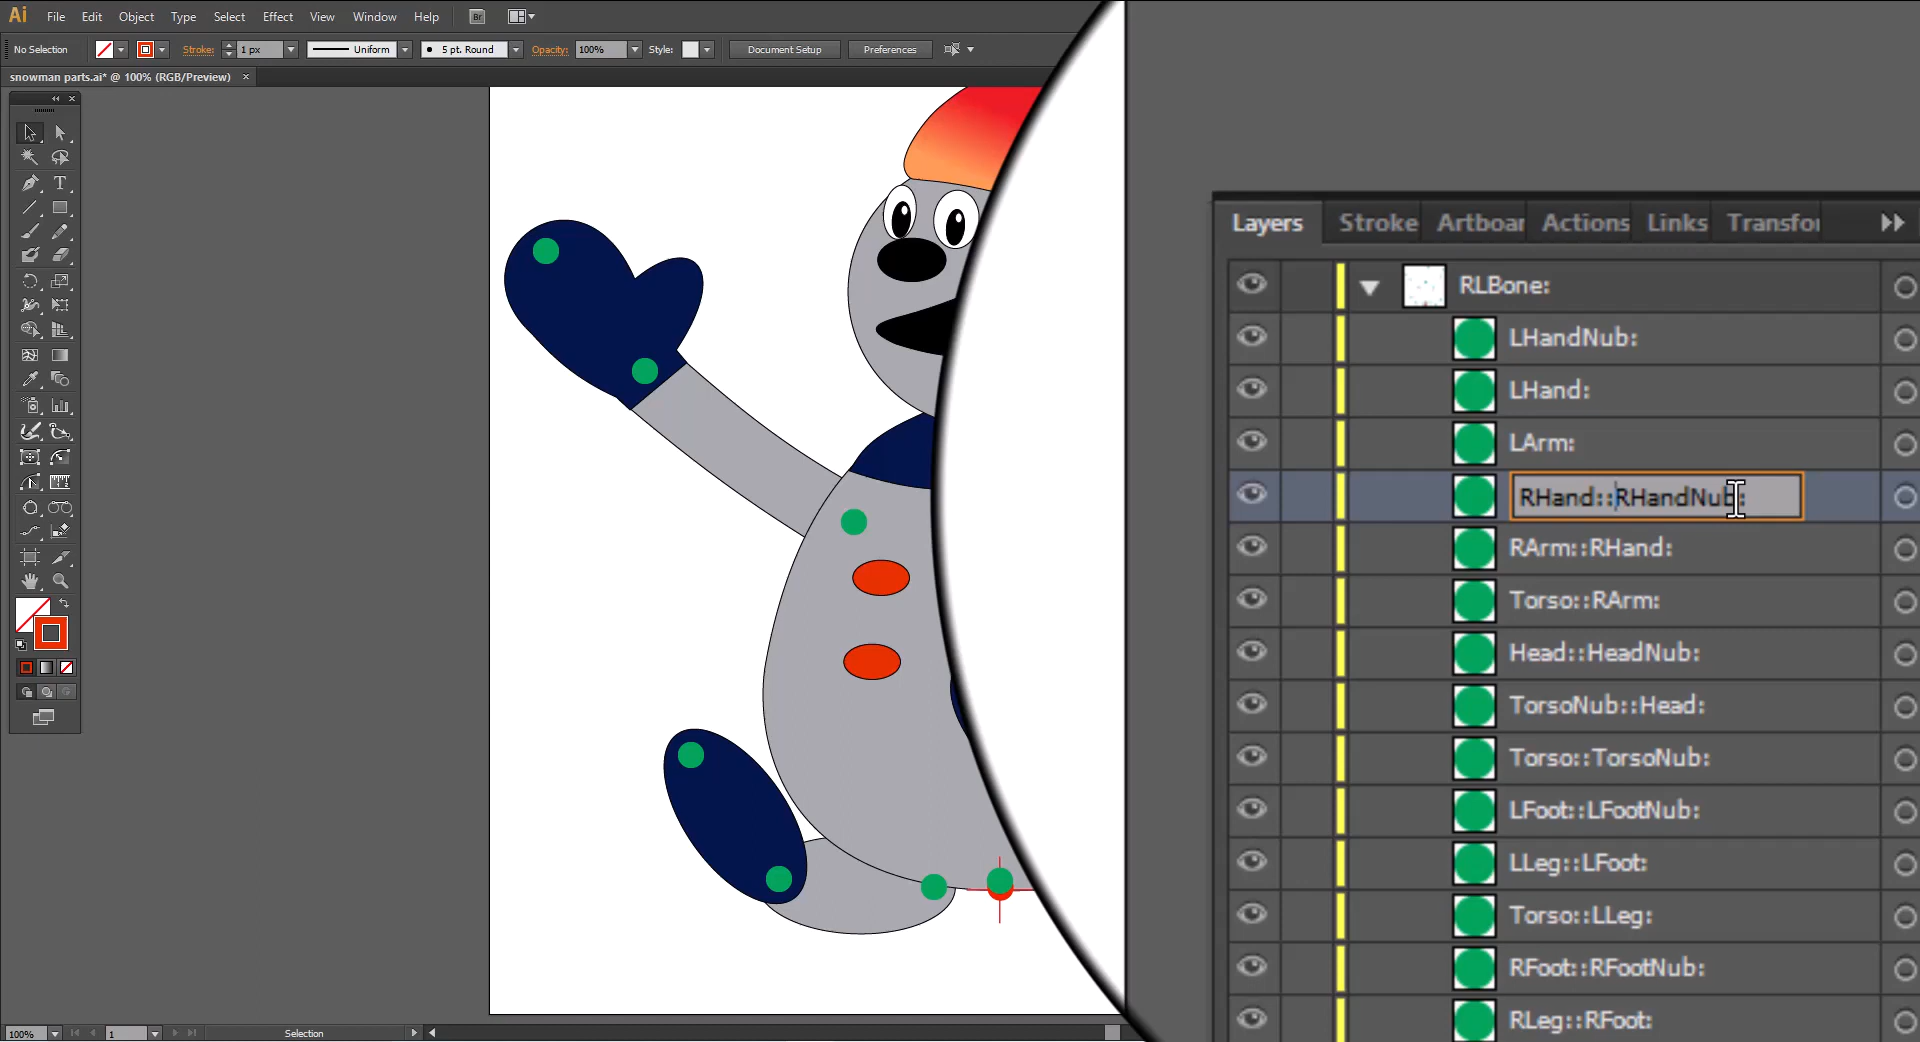 Ai File Edit Object Type Select Effect View Window Help Br
No Selection Stroke: 1 px Uniform 5 pt. Round Opacity: 100% Style: Document Setup Preferences
snowman parts.ai* @ 100% (RGB/Preview) ×
Layers Stroke Artboar Actions Links Transfor
RLBone:
LHandNub:
LHand:
LArm:
RHand::RHandNub:
RArm::RHand:
Torso::RArm:
Head::HeadNub:
TorsoNub::Head:
Torso::TorsoNub:
LFoot::LFootNub:
LLeg::LFoot:
Torso::LLeg:
RFoot::RFootNub:
RLeg::RFoot:
100% 1 Selection